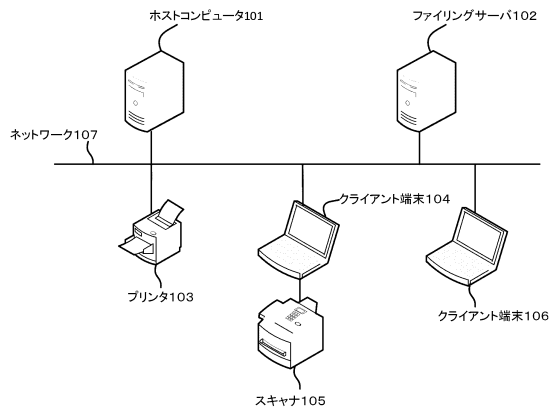 ホストコンピュータ101
ファイリングサーバ102
ネットワーク107
クライアント端末104
プリンタ103
クライアント端末106
スキャナ105